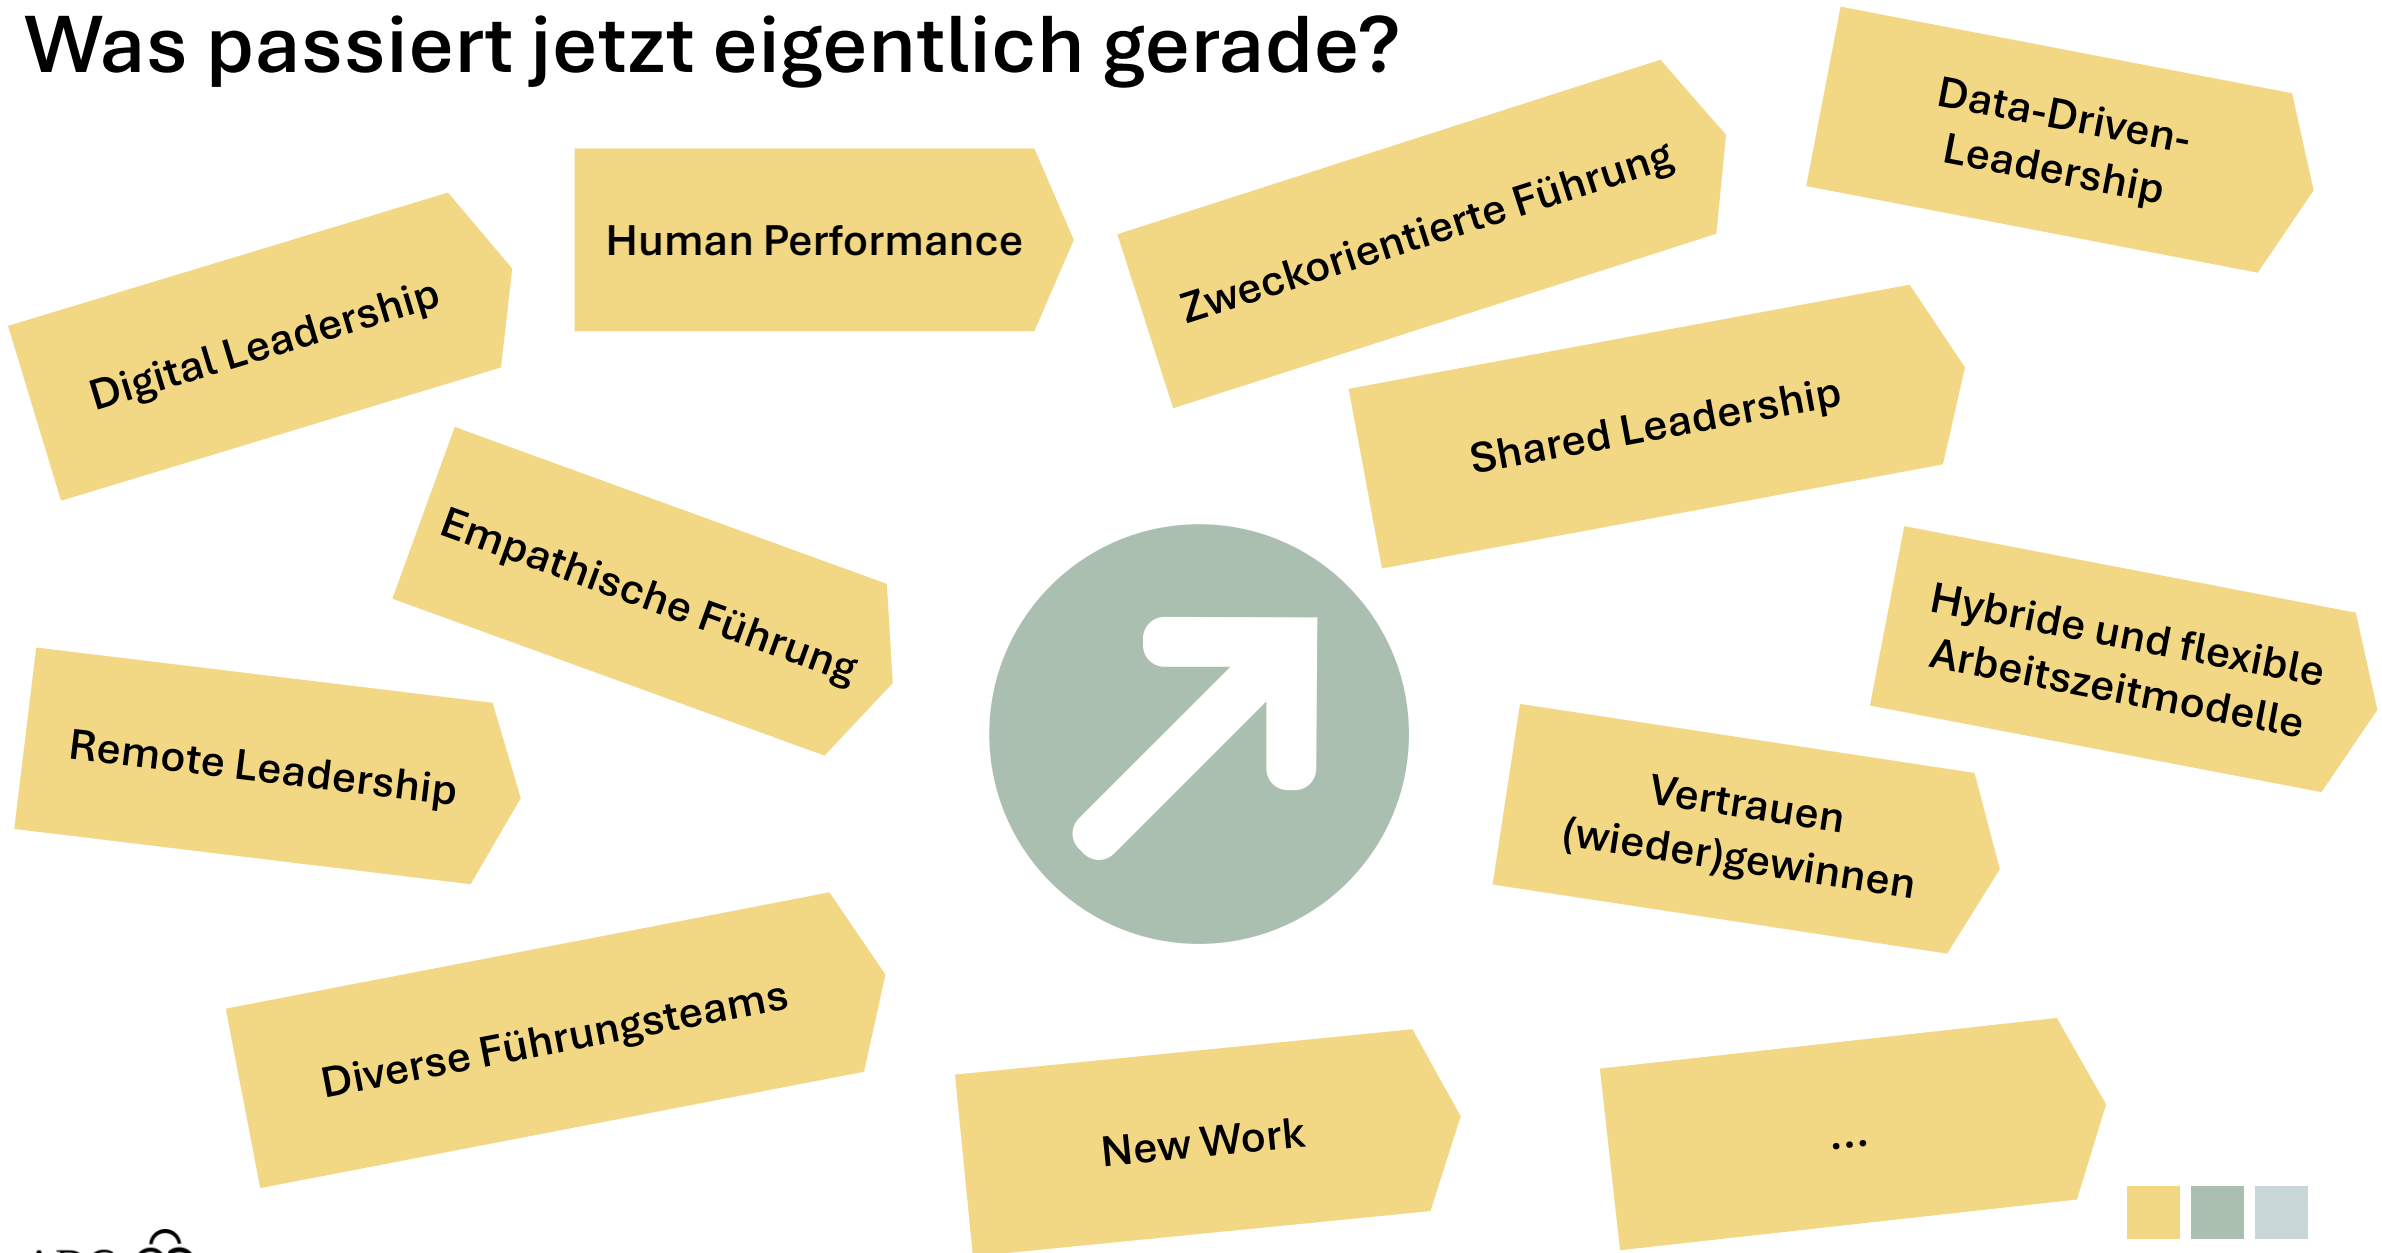 Was passiert jetzt eigentlich gerade?
Data-Driven-
Leadership
Zweckorientierte Führung
Human Performance
Digital Leadership
Shared Leadership
Empathische Führung
Hybride und flexible
Arbeitszeitmodelle
Remote Leadership
Vertrauen
(wieder)gewinnen
Diverse Führungsteams
New Work
...